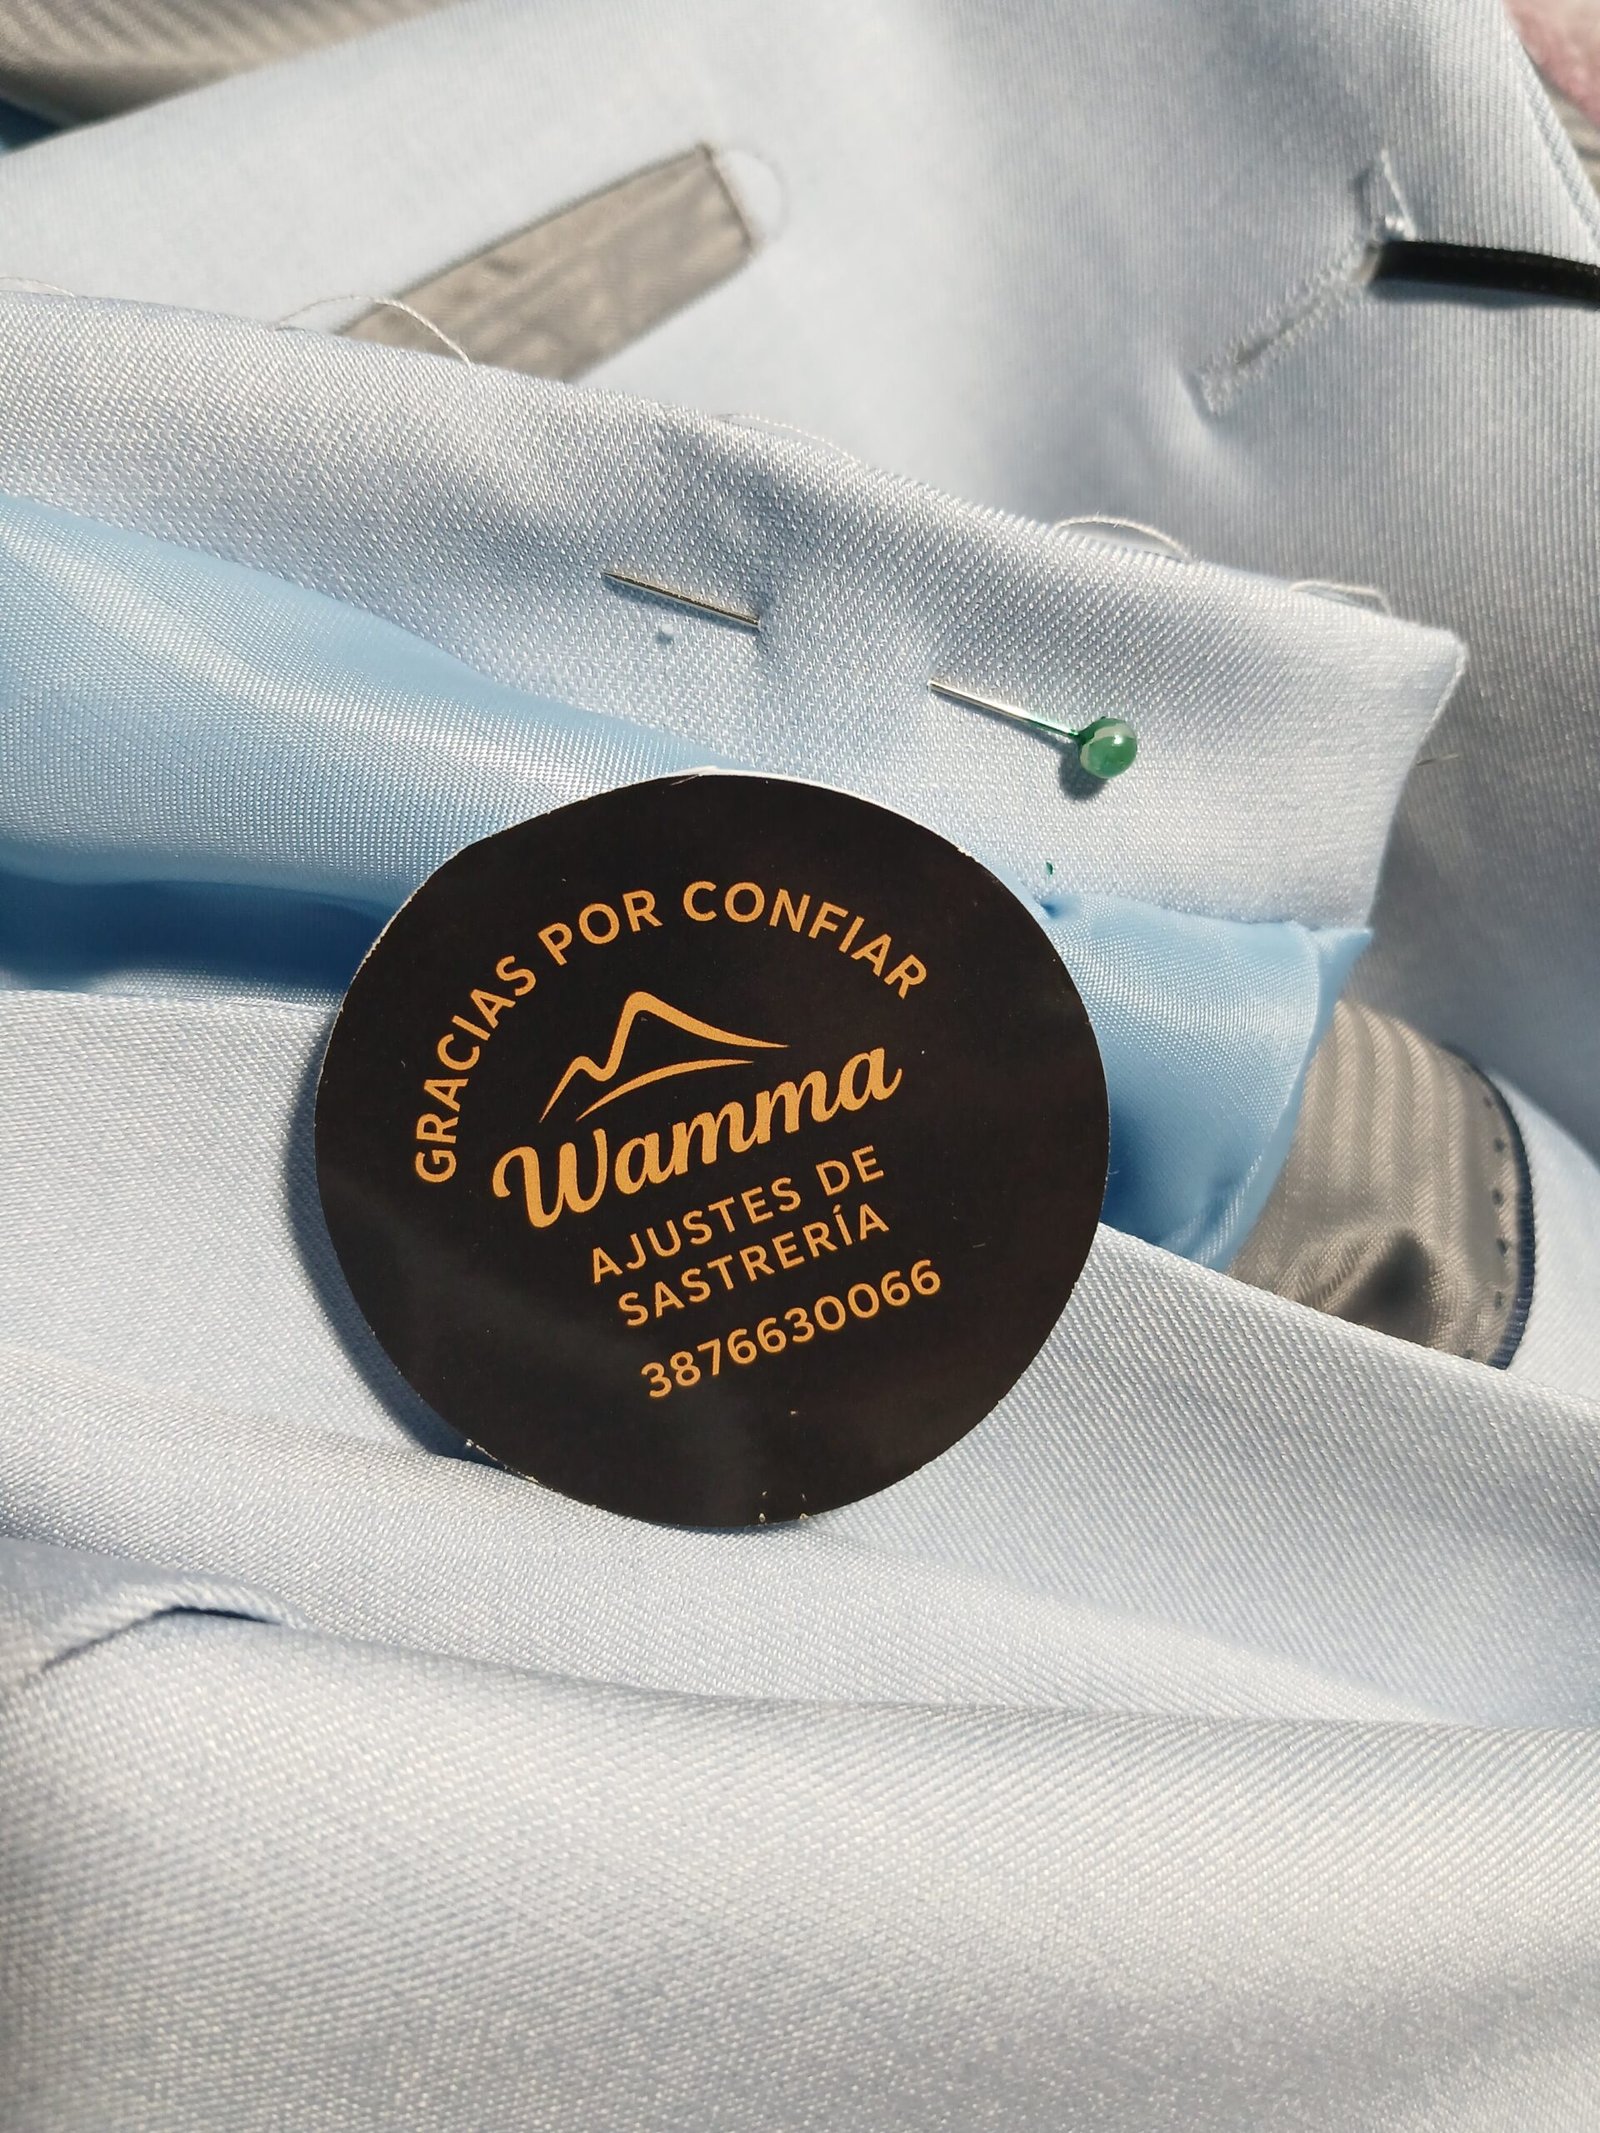 GRACIAS POR CONFIAR
Wamma
AJUSTES DE
SASTRERÍA
3876630066